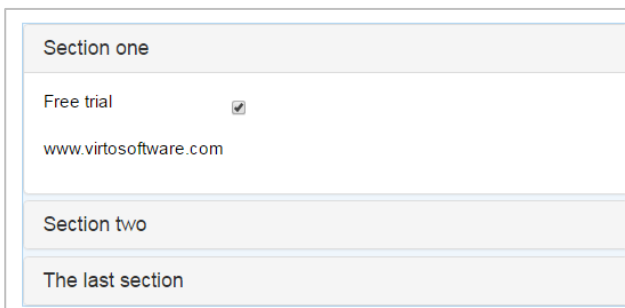 Section one
Free trial
www.virtosoftware.com
Section two
The last section